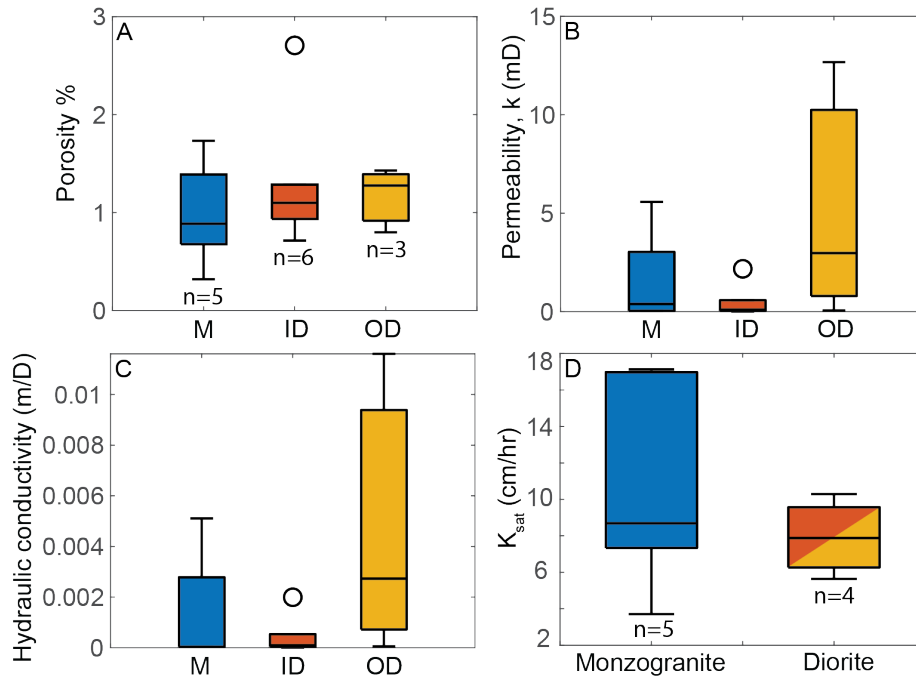 A
Porosity %
3
2
1
0
n=5
n=6
n=3
M
ID
OD
B
Permeability, k (mD)
15
10
5
0
M
ID
OD
C
Hydraulic conductivity (m/D)
0.01
0.008
0.006
0.004
0.002
0
M
ID
OD
D
Ksat (cm/hr)
18
14
10
6
2
n=5
n=4
Monzogranite
Diorite